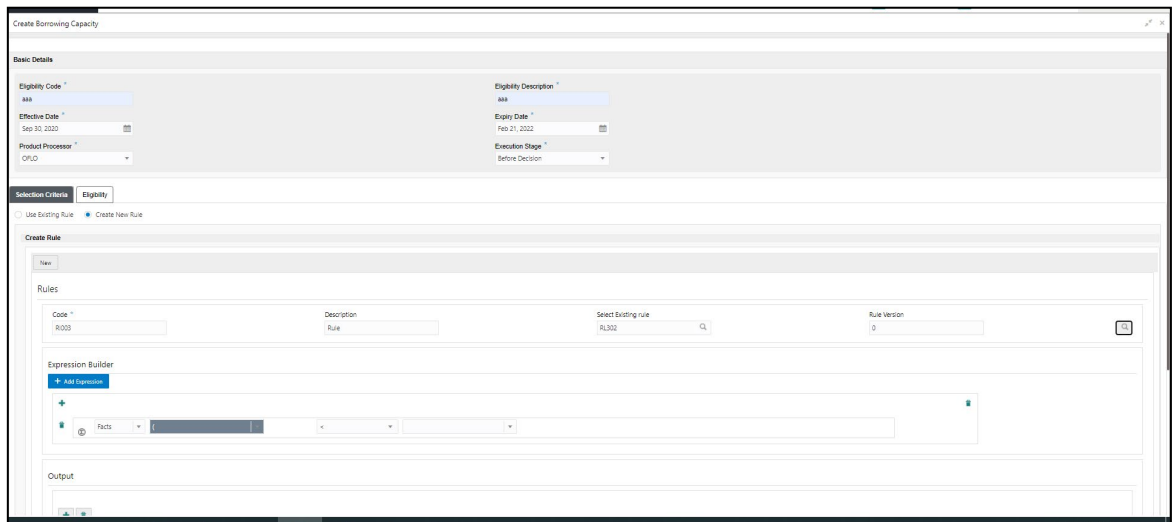 Create Borrowing Capacity
Basic Details
Eligibility Code *
aaa
Eligibility Description *
aaa
Effective Date *
Sep 30, 2020
Expiry Date *
Feb 21, 2022
Product Processor *
OFLO
Execution Stage *
Before Decision
Selection Criteria Eligibility
Use Existing Rule Create New Rule
Create Rule
New
Rules
Code * Description Select Existing rule Rule Version
RI003 Rule RL302 0
Expression Builder
+ Add Expression
Facts ( <
Output